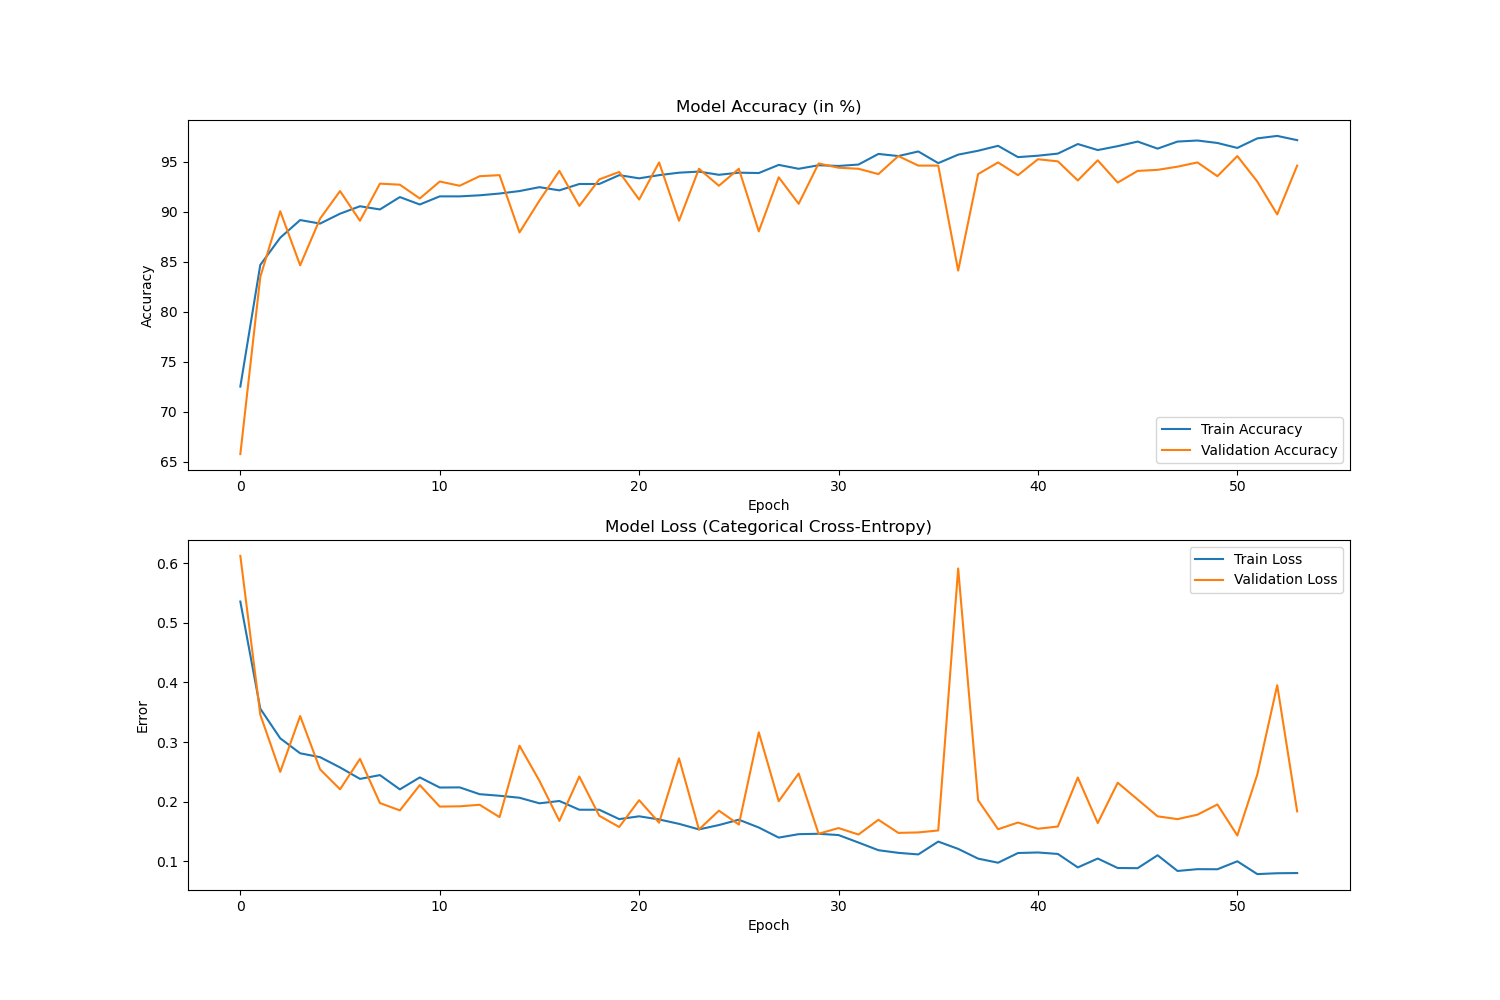 Model Accuracy (in %)
Accuracy
95
90
85
80
75
70
65
Train Accuracy
Validation Accuracy
0 10 20 30 40 50
Epoch
Model Loss (Categorical Cross-Entropy)
Error
0.6
0.5
0.4
0.3
0.2
0.1
Train Loss
Validation Loss
0 10 20 30 40 50
Epoch